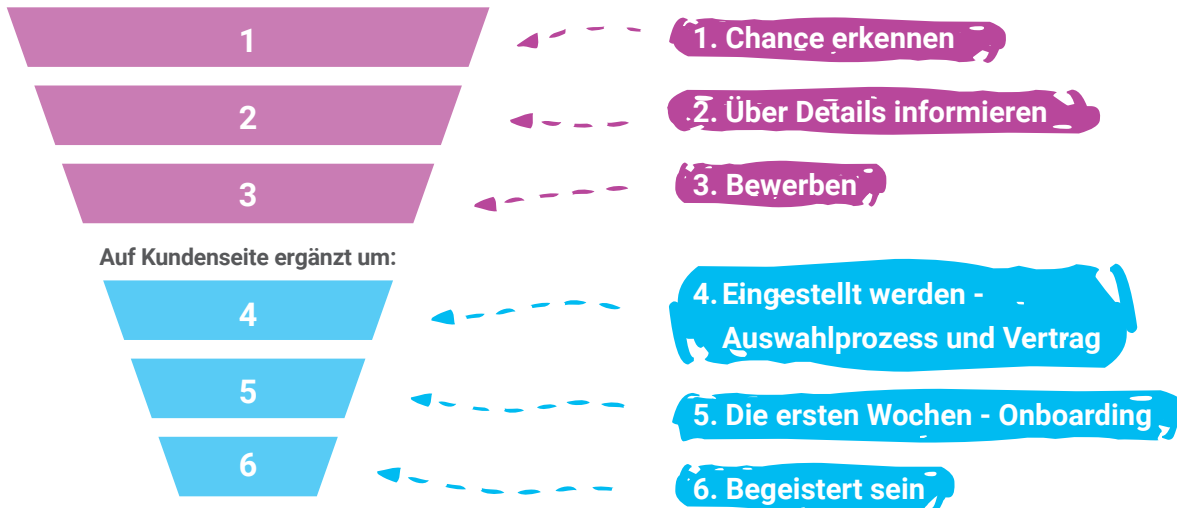 1
1. Chance erkennen
2
2. Über Details informieren
3
3. Bewerben
Auf Kundenseite ergänzt um:
4
4. Eingestellt werden -
Auswahlprozess und Vertrag
5
5. Die ersten Wochen - Onboarding
6
6. Begeistert sein